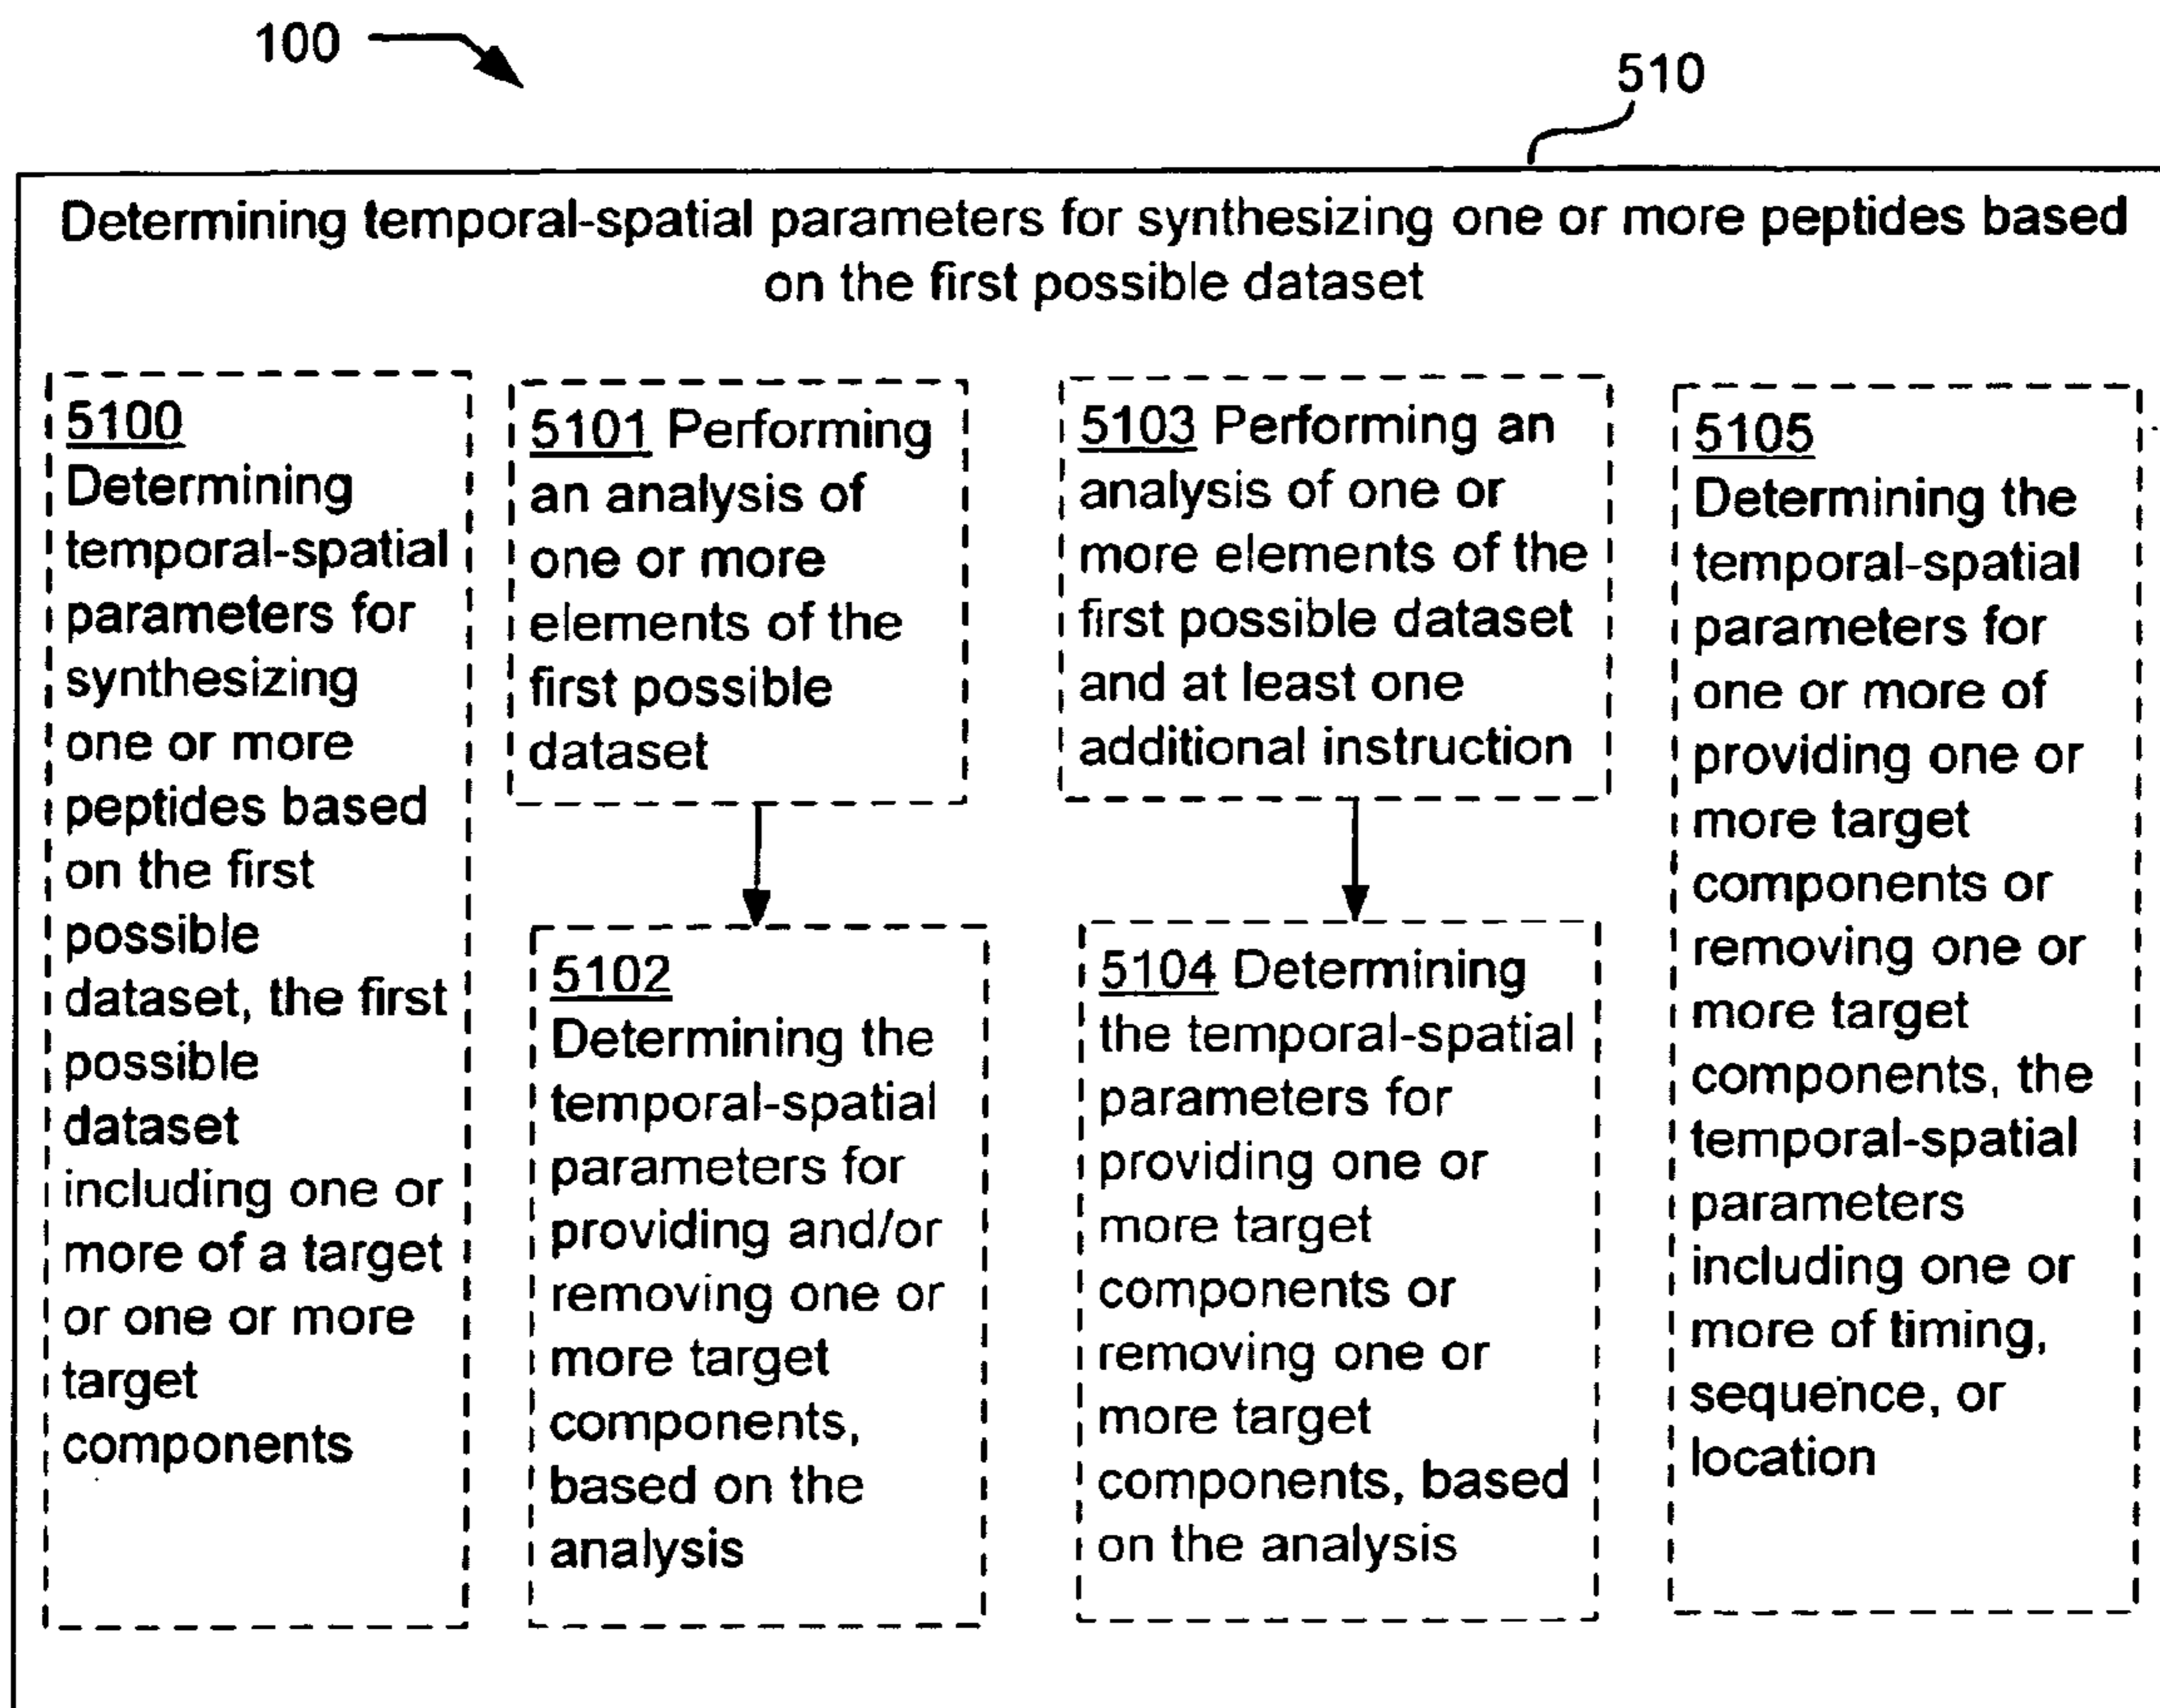 100
510
Determining temporal-spatial parameters for synthesizing one or more peptides based
on the first possible dataset
5100
Determining
temporal-spatial
parameters for
synthesizing
one or more
peptides based
on the first
possible
dataset, the first
possible
dataset
including one or
more of a target
or one or more
target
components
5101 Performing
an analysis of
one or more
elements of the
first possible
dataset
5102
Determining the
temporal-spatial
parameters for
providing and/or
removing one or
more target
components,
based on the
analysis
5103 Performing an
analysis of one or
more elements of the
first possible dataset
and at least one
additional instruction
5104 Determining
the temporal-spatial
parameters for
providing one or
more target
components or
removing one or
more target
components, based
on the analysis
5105
Determining the
temporal-spatial
parameters for
one or more of
providing one or
more target
components or
removing one or
more target
components, the
temporal-spatial
parameters
including one or
more of timing,
sequence, or
location